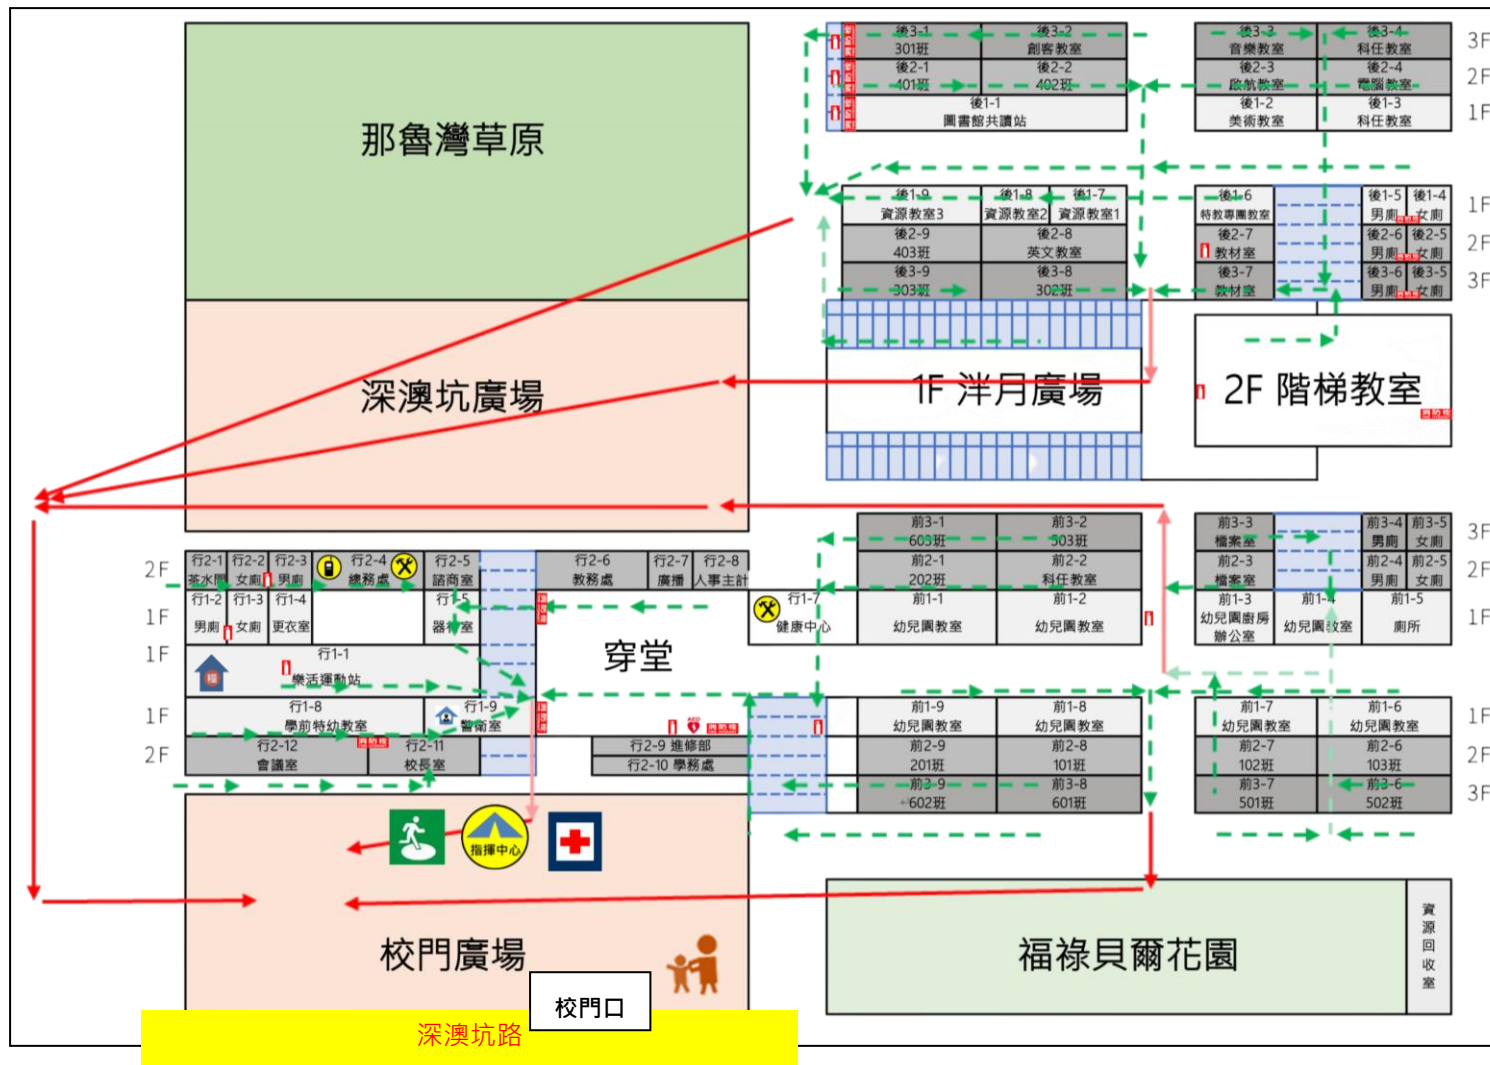 那魯灣草原
深澳坑廣場
後3-1 後3-2 後3-3 後3-4 3F
301班 創客教室 音樂教室 科任教室
後2-1 後2-2 後2-3 後2-4 2F
401班 402班 啟航教室 電腦教室
後1-1 後1-2 後1-3 1F
圖書館共讀站 美術教室 科任教室
後1-9 後1-8 後1-7 後1-6 後1-5 後1-4 1F
資源教室3 資源教室2 資源教室1 特教專團教室 男廁 女廁
後2-9 後2-8 後2-7 後2-6 後2-5 2F
403班 英文教室 教材室 男廁 女廁
後3-9 後3-8 後3-7 後3-6 後3-5 3F
303班 302班 教材室 男廁 女廁
1F 泮月廣場
2F 階梯教室
消防栓
前3-1 前3-2 前3-3 前3-4 前3-5 3F
603班 503班 檔案室 男廁 女廁
前2-1 前2-2 前2-3 前2-4 前2-5 2F
202班 科任教室 檔案室 男廁 女廁
前1-1 前1-2 前1-3 前1-4 前1-5 1F
幼兒園教室 幼兒園教室 幼兒園廚房 幼兒園教室 廁所
辦公室
2F 行2-1 行2-2 行2-3 行2-4 行2-5 行2-6 行2-7 行2-8
茶水間 女廁 男廁 總務處 諮商室 教務處 廣播 人事主計
1F 行1-2 行1-3 行1-4 行1-5 行1-7
男廁 女廁 更衣室 器材室 健康中心
穿堂
1F 行1-1
樂活運動站
1F 行1-8 行1-9
學前特幼教室 警衛室
AED
消防栓
2F 行2-12 行2-11
會議室 校長室
消防栓
行2-9 進修部
行2-10 學務處
前1-9 前1-8 前1-7 前1-6 1F
幼兒園教室 幼兒園教室 幼兒園教室 幼兒園教室
前2-9 前2-8 前2-7 前2-6 2F
201班 101班 102班 103班
前3-9 前3-8 前3-7 前3-6 3F
602班 601班 501班 502班
指揮中心
校門廣場
福祿貝爾花園
資源回收室
校門口
深澳坑路